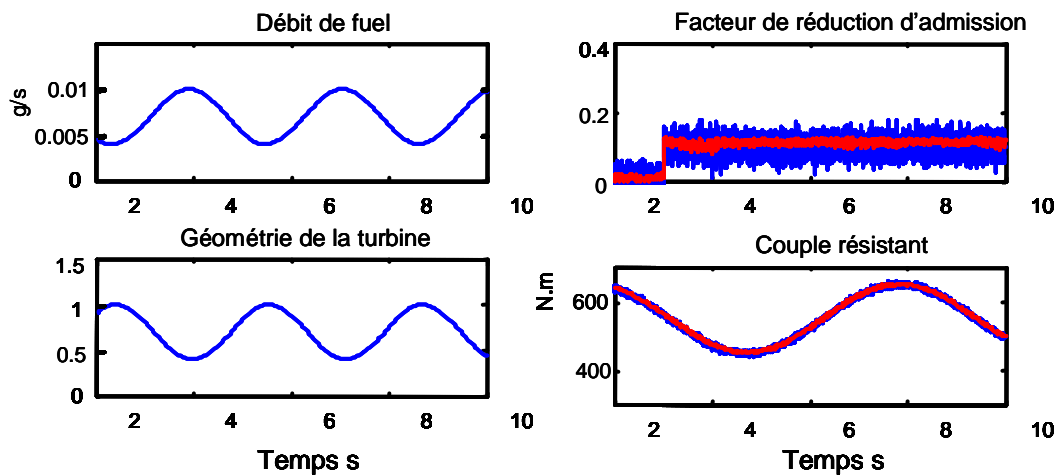 Débit de fuel
g/s
0.01
0.005
0
2 4 6 8 10
Facteur de réduction d’admission
0.4
0.2
0
2 4 6 8 10
Géométrie de la turbine
1.5
1
0.5
0
2 4 6 8 10
Temps s
Couple résistant
N.m
600
400
2 4 6 8 10
Temps s